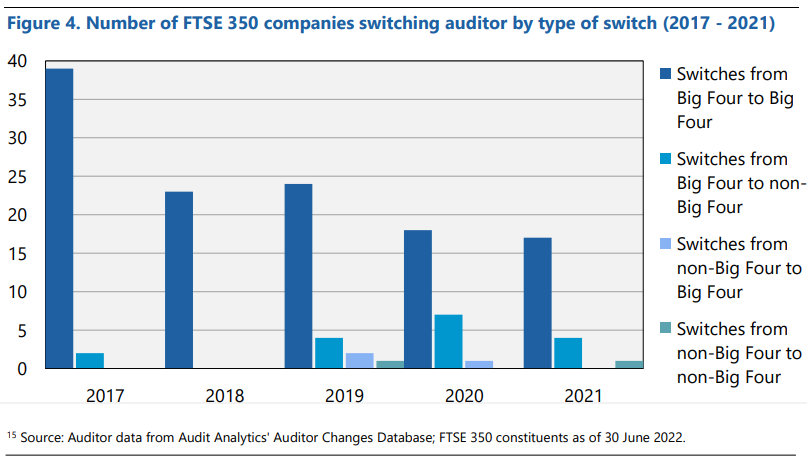 Figure 4. Number of FTSE 350 companies switching auditor by type of switch (2017 - 2021)
40
35
30
25
20
15
10
5
0
2017 2018 2019 2020 2021
Switches from
Big Four to Big
Four
Switches from
Big Four to non-
Big Four
Switches from
non-Big Four to
Big Four
Switches from
non-Big Four to
non-Big Four
15 Source: Auditor data from Audit Analytics' Auditor Changes Database; FTSE 350 constituents as of 30 June 2022.